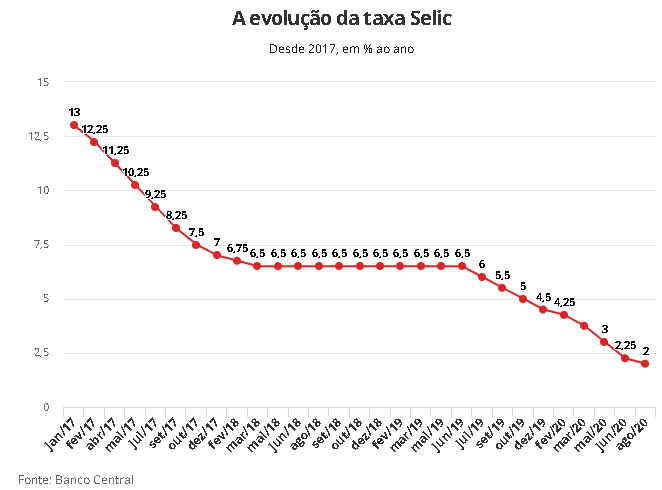 A evolução da taxa Selic
Desde 2017, em % ao ano
15
12,5
10
7,5
5
2,5
0
13
12,25
11,25
10,25
9,25
8,25
7,5
7
6,75
6,5
6,5
6,5
6,5
6,5
6,5
6,5
6,5
6,5
6,5
6,5
6
5,5
5
4,5
4,25
3
2,25
2
jan/17
fev/17
abr/17
mai/17
jul/17
set/17
out/17
dez/17
fev/18
mar/18
mai/18
jun/18
ago/18
set/18
out/18
dez/18
fev/19
mar/19
mai/19
jun/19
jul/19
set/19
out/19
dez/19
fev/20
mar/20
mai/20
jun/20
ago/20
Fonte: Banco Central